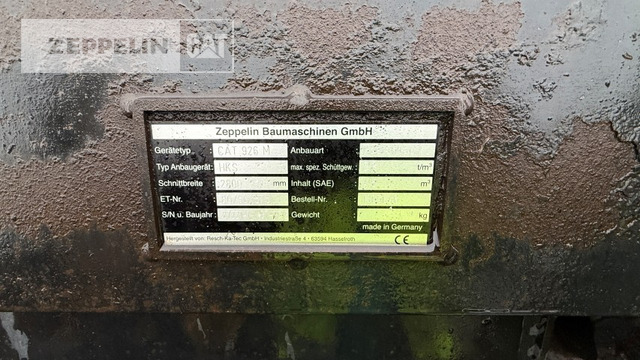 ZEPPELIN CAT
Zeppelin Baumaschinen GmbH
Gerätetyp : CAT 926 M Anbauart :
Typ Anbaugerät: HKS max. spez. Schüttgew. : t/m³
Schnittbreite : mm Inhalt (SAE) : m³
ET-Nr. : Bestell-Nr. :
S/N u. Baujahr : Gewicht : kg
made in Germany
Hergestellt von: Resch-Ka-Tec GmbH • Industriestraße 4 • 63594 Hasselroth CE